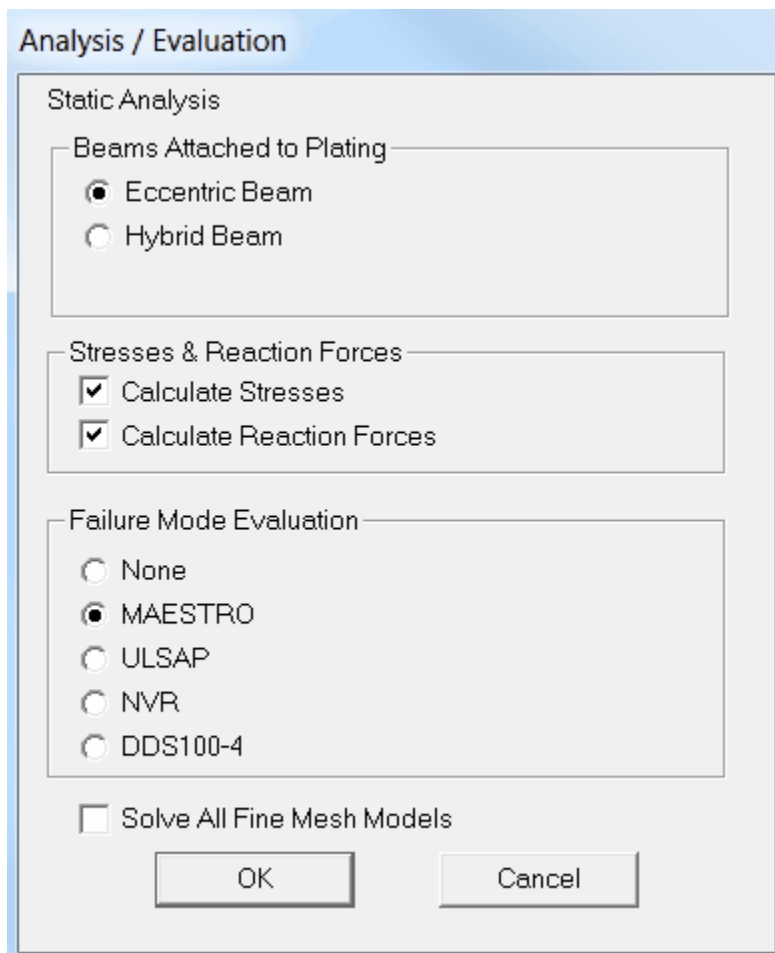 Analysis / Evaluation
Static Analysis
Beams Attached to Plating
Eccentric Beam
Hybrid Beam
Stresses & Reaction Forces
Calculate Stresses
Calculate Reaction Forces
Failure Mode Evaluation
None
MAESTRO
ULSAP
NVR
DDS100-4
Solve All Fine Mesh Models
OK Cancel